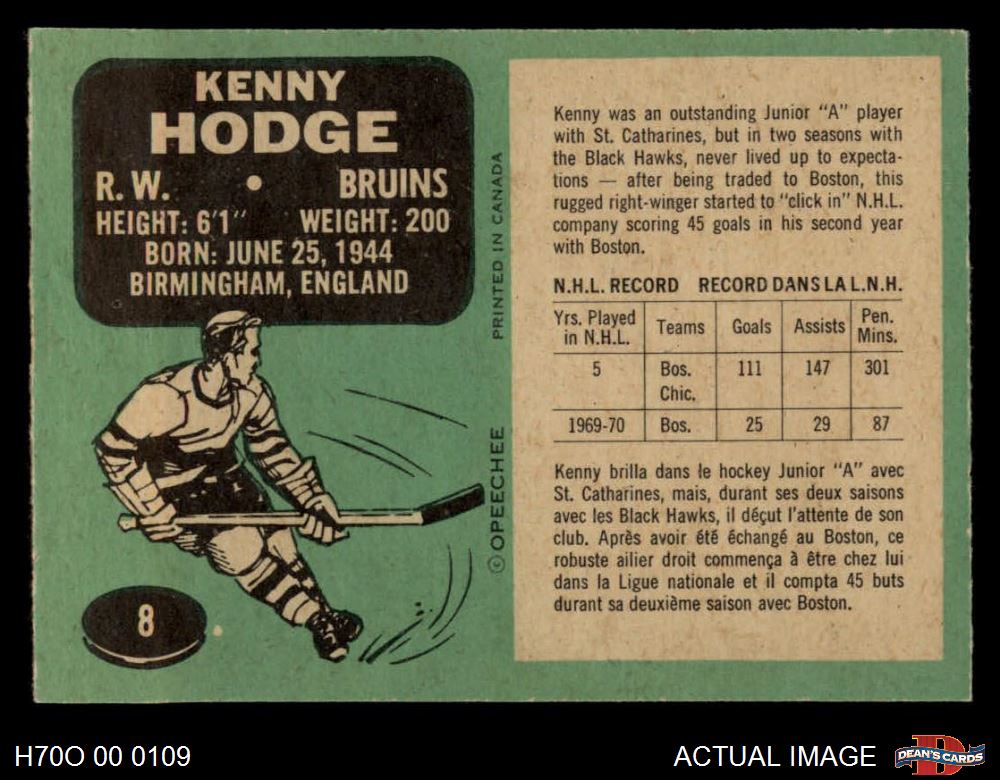 KENNY
HODGE
R. W. • BRUINS
HEIGHT: 6'1" WEIGHT: 200
BORN: JUNE 25, 1944
BIRMINGHAM, ENGLAND
8
© OPEECHEE PRINTED IN CANADA
Kenny was an outstanding Junior "A" player
with St. Catharines, but in two seasons with
the Black Hawks, never lived up to expecta-
tions — after being traded to Boston, this
rugged right-winger started to "click in" N.H.L.
company scoring 45 goals in his second year
with Boston.
N.H.L. RECORD RECORD DANS LA L.N.H.
Yrs. Played in N.H.L. Teams Goals Assists Pen. Mins.
5 Bos. Chic. 111 147 301
1969-70 Bos. 25 29 87
Kenny brilla dans le hockey Junior "A" avec
St. Catharines, mais, durant ses deux saisons
avec les Black Hawks, il déçut l'attente de son
club. Après avoir été échangé au Boston, ce
robuste ailier droit commença à être chez lui
dans la Ligue nationale et il compta 45 buts
durant sa deuxième saison avec Boston.
H70O 00 0109
ACTUAL IMAGE
D
DEAN'S CARDS